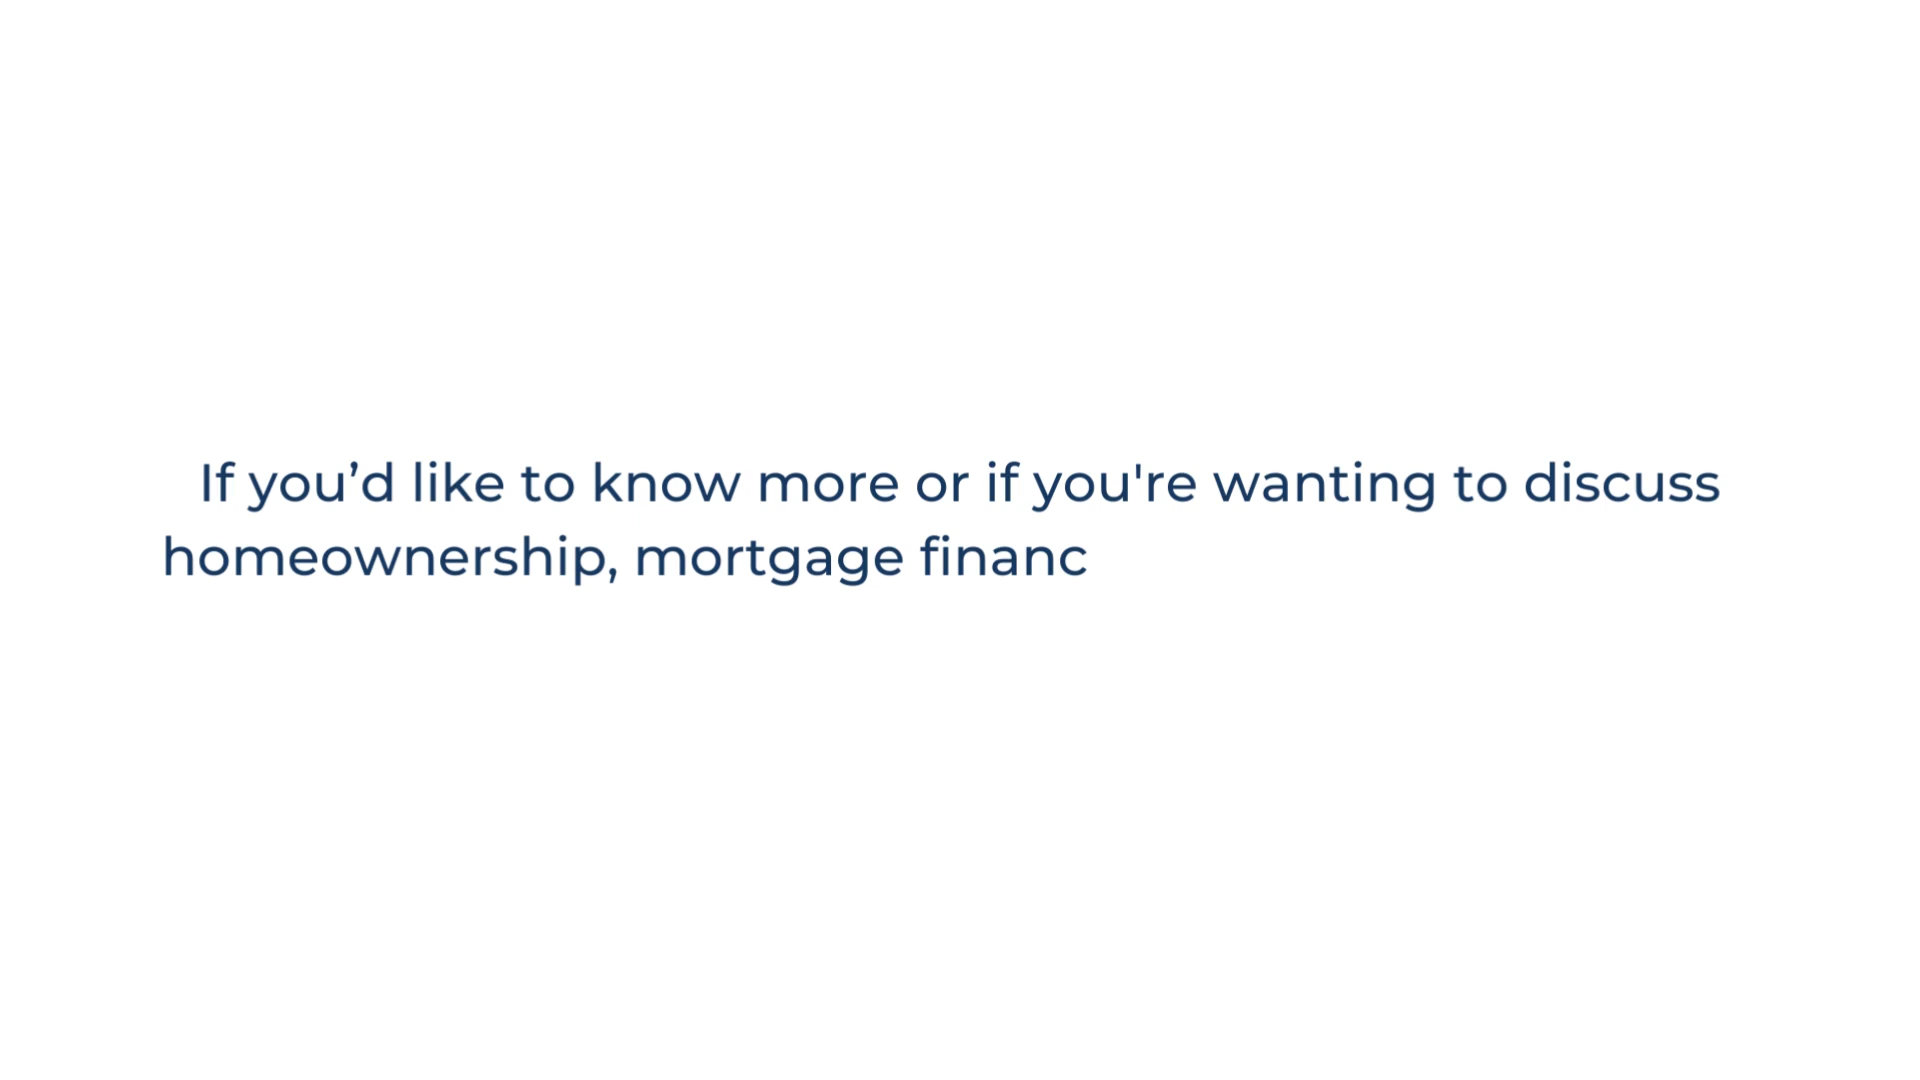 If you’d like to know more or if you're wanting to discuss
homeownership, mortgage financ